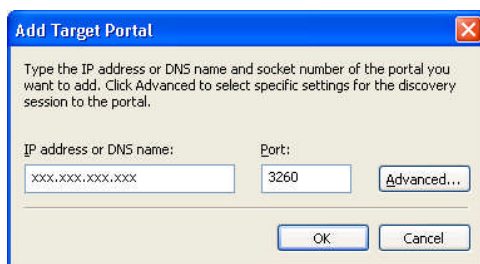 Add Target Portal
Type the IP address or DNS name and socket number of the portal you
want to add. Click Advanced to select specific settings for the discovery
session to the portal.
IP address or DNS name: Port:
xxx.xxx.xxx.xxx 3260 Advanced...
OK Cancel